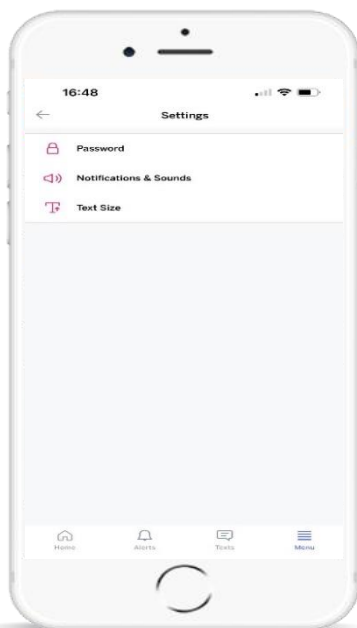 16:48
Settings
Password
Notifications & Sounds
Text Size
Home Alerts Texts Menu